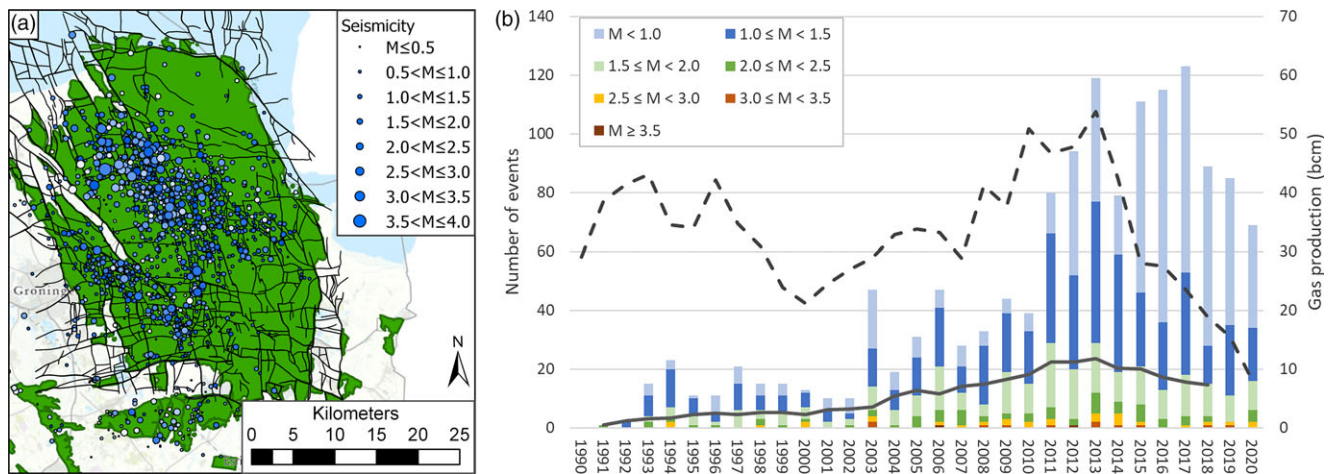 (a)
Seismicity
M≤0.5
0.5<M≤1.0
1.0<M≤1.5
1.5<M≤2.0
2.0<M≤2.5
2.5<M≤3.0
3.0<M≤3.5
3.5<M≤4.0
Groning
N
Kilometers
0 5 10 15 20 25
(b)
M < 1.0
1.0 ≤ M < 1.5
1.5 ≤ M < 2.0
2.0 ≤ M < 2.5
2.5 ≤ M < 3.0
3.0 ≤ M < 3.5
M ≥ 3.5
Number of events
140
120
100
80
60
40
20
0
Gas production (bcm)
70
60
50
40
30
20
10
0
1990 1991 1992 1993 1994 1995 1996 1997 1998 1999 2000 2001 2002 2003 2004 2005 2006 2007 2008 2009 2010 2011 2012 2013 2014 2015 2016 2017 2018 2019 2020